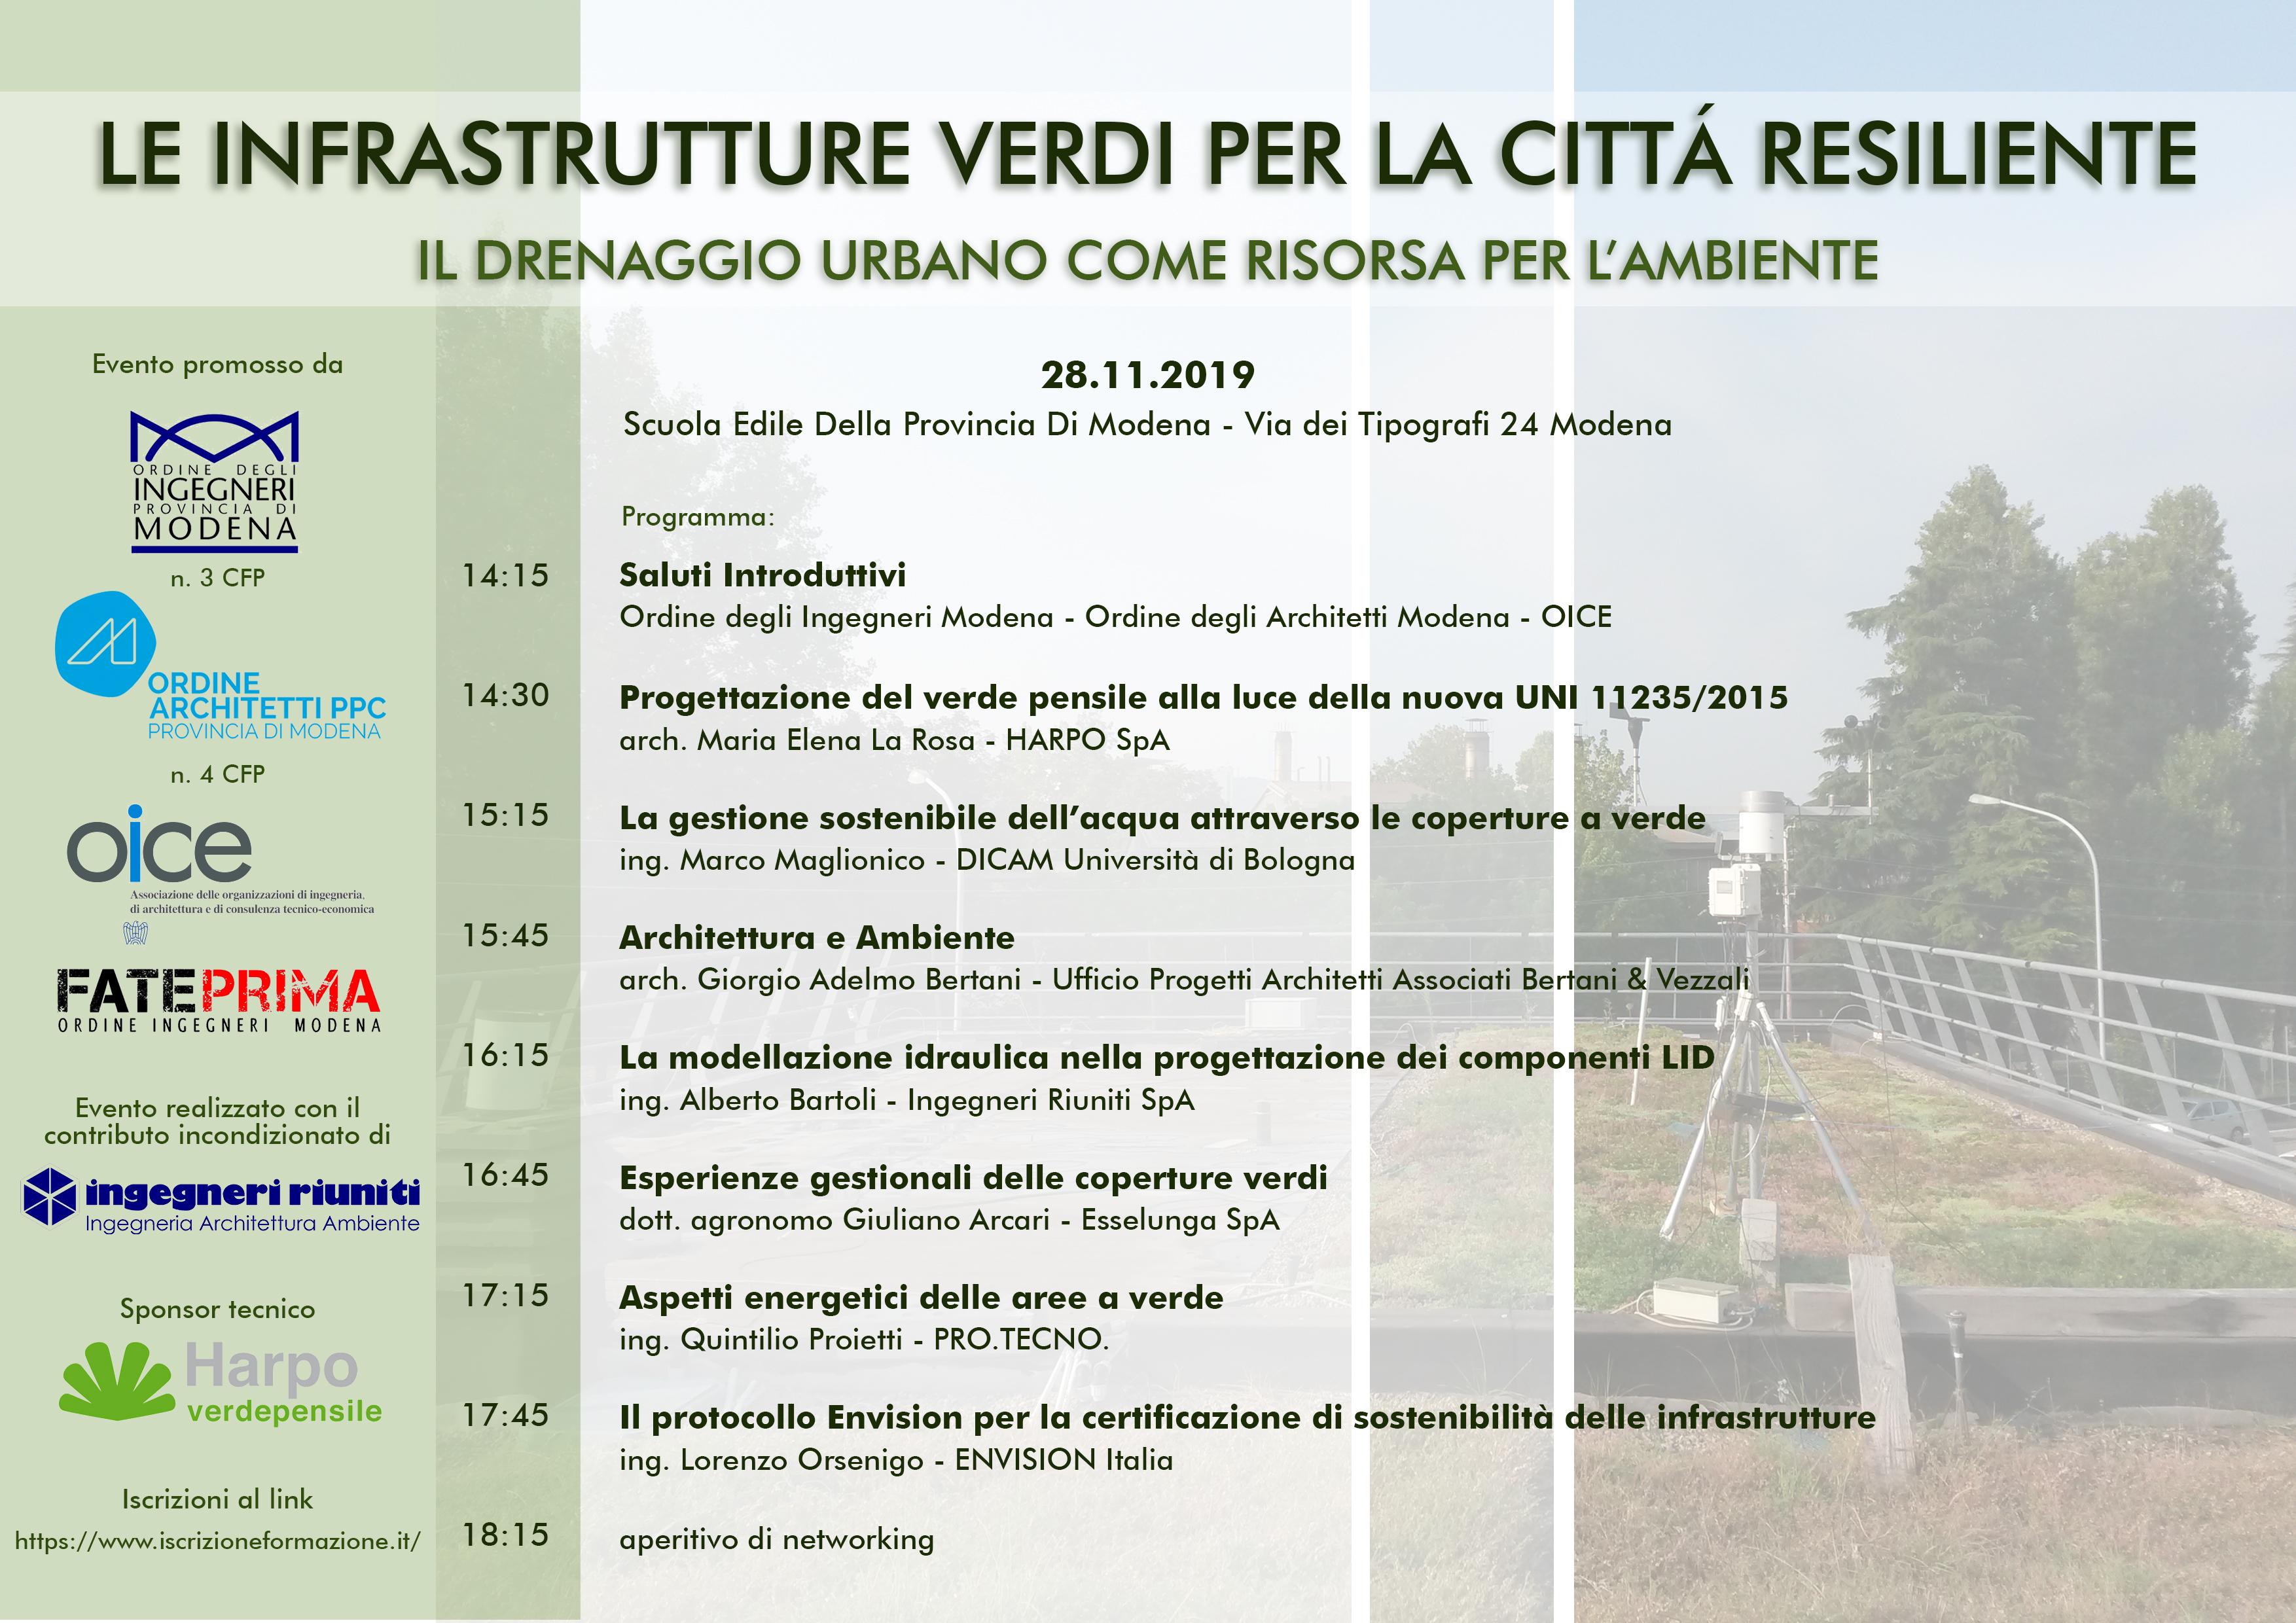 LE INFRASTRUTTURE VERDI PER LA CITTÁ RESILIENTE
IL DRENAGGIO URBANO COME RISORSA PER L’AMBIENTE
Evento promosso da
ORDINE DEGLI
INGEGNERI
PROVINCIA DI
MODENA
n. 3 CFP
ORDINE
ARCHITETTI PPC
PROVINCIA DI MODENA
n. 4 CFP
oice
Associazione delle organizzazioni di ingegneria,
di architettura e di consulenza tecnico-economica
FATEPRIMA
ORDINE INGEGNERI MODENA
Evento realizzato con il
contributo incondizionato di
ingegneri riuniti
Ingegneria Architettura Ambiente
Sponsor tecnico
Harpo
verdepensile
Iscrizioni al link
https://www.iscrizioneformazione.it/
28.11.2019
Scuola Edile Della Provincia Di Modena - Via dei Tipografi 24 Modena
Programma:
14:15 Saluti Introduttivi
Ordine degli Ingegneri Modena - Ordine degli Architetti Modena - OICE
14:30 Progettazione del verde pensile alla luce della nuova UNI 11235/2015
arch. Maria Elena La Rosa - HARPO SpA
15:15 La gestione sostenibile dell’acqua attraverso le coperture a verde
ing. Marco Maglionico - DICAM Università di Bologna
15:45 Architettura e Ambiente
arch. Giorgio Adelmo Bertani - Ufficio Progetti Architetti Associati Bertani & Vezzali
16:15 La modellazione idraulica nella progettazione dei componenti LID
ing. Alberto Bartoli - Ingegneri Riuniti SpA
16:45 Esperienze gestionali delle coperture verdi
dott. agronomo Giuliano Arcari - Esselunga SpA
17:15 Aspetti energetici delle aree a verde
ing. Quintilio Proietti - PRO.TECNO.
17:45 Il protocollo Envision per la certificazione di sostenibilità delle infrastrutture
ing. Lorenzo Orsenigo - ENVISION Italia
18:15 aperitivo di networking